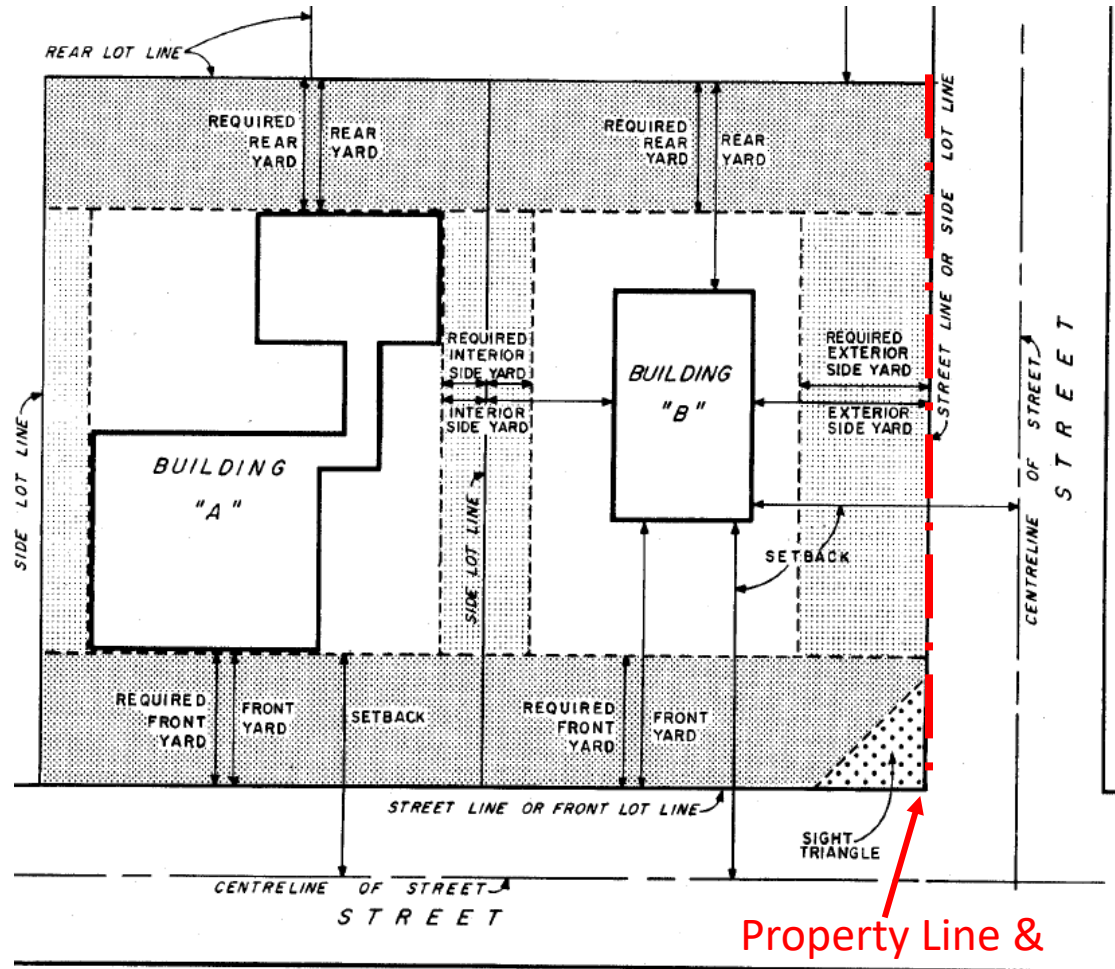 REAR LOT LINE
REQUIRED
REAR
YARD
REAR
YARD
REQUIRED
REAR
YARD
REAR
YARD
STREET LINE OR SIDE LOT LINE
SIDE LOT LINE
BUILDING
"A"
REQUIRED
INTERIOR
SIDE YARD
INTERIOR
SIDE YARD
SIDE LOT LINE
BUILDING
"B"
REQUIRED
EXTERIOR
SIDE YARD
EXTERIOR
SIDE YARD
SETBACK
CENTRELINE OF STREET
STREET
REQUIRED
FRONT
YARD
FRONT
YARD
SETBACK
REQUIRED
FRONT
YARD
FRONT
YARD
STREET LINE OR FRONT LOT LINE
SIGHT
TRIANGLE
CENTRELINE OF STREET
STREET
Property Line &